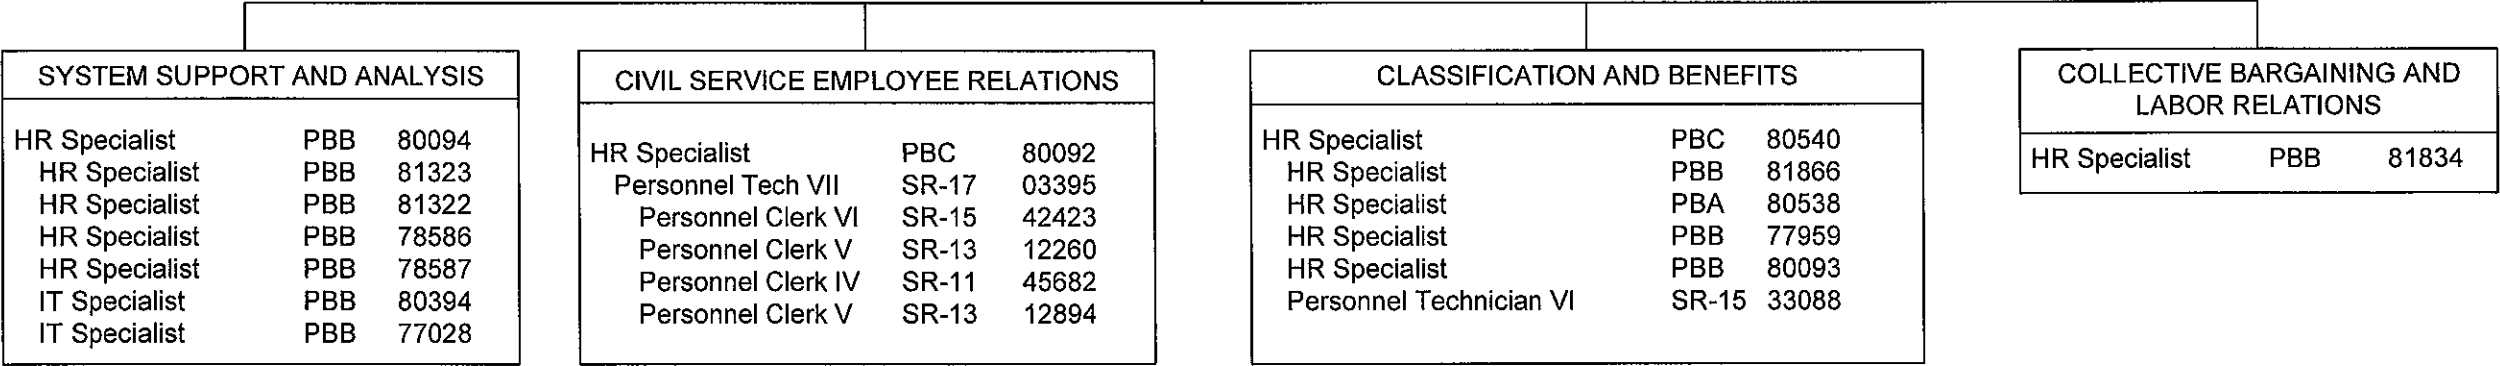 SYSTEM SUPPORT AND ANALYSIS
HR Specialist PBB 80094
HR Specialist PBB 81323
HR Specialist PBB 81322
HR Specialist PBB 78586
HR Specialist PBB 78587
IT Specialist PBB 80394
IT Specialist PBB 77028
CIVIL SERVICE EMPLOYEE RELATIONS
HR Specialist PBC 80092
Personnel Tech VII SR-17 03395
Personnel Clerk VI SR-15 42423
Personnel Clerk V SR-13 12260
Personnel Clerk IV SR-11 45682
Personnel Clerk V SR-13 12894
CLASSIFICATION AND BENEFITS
HR Specialist PBC 80540
HR Specialist PBB 81866
HR Specialist PBA 80538
HR Specialist PBB 77959
HR Specialist PBB 80093
Personnel Technician VI SR-15 33088
COLLECTIVE BARGAINING AND
LABOR RELATIONS
HR Specialist PBB 81834